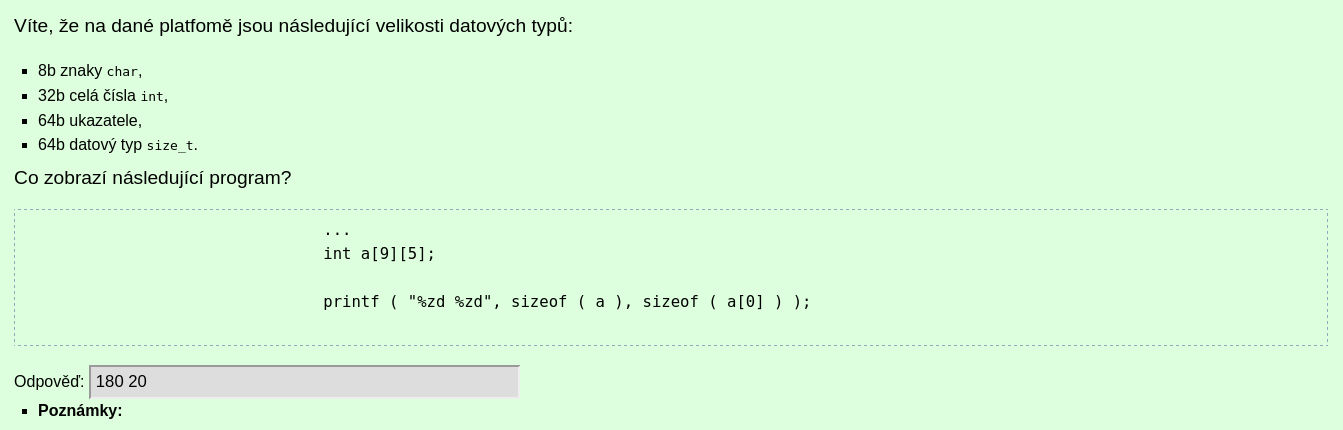 Víte, že na dané platfomě jsou následující velikosti datových typů:
8b znaky char,
32b celá čísla int,
64b ukazatele,
64b datový typ size_t.
Co zobrazí následující program?
...
int a[9][5];
printf ( "%zd %zd", sizeof ( a ), sizeof ( a[0] ) );
Odpověď: 180 20
Poznámky: